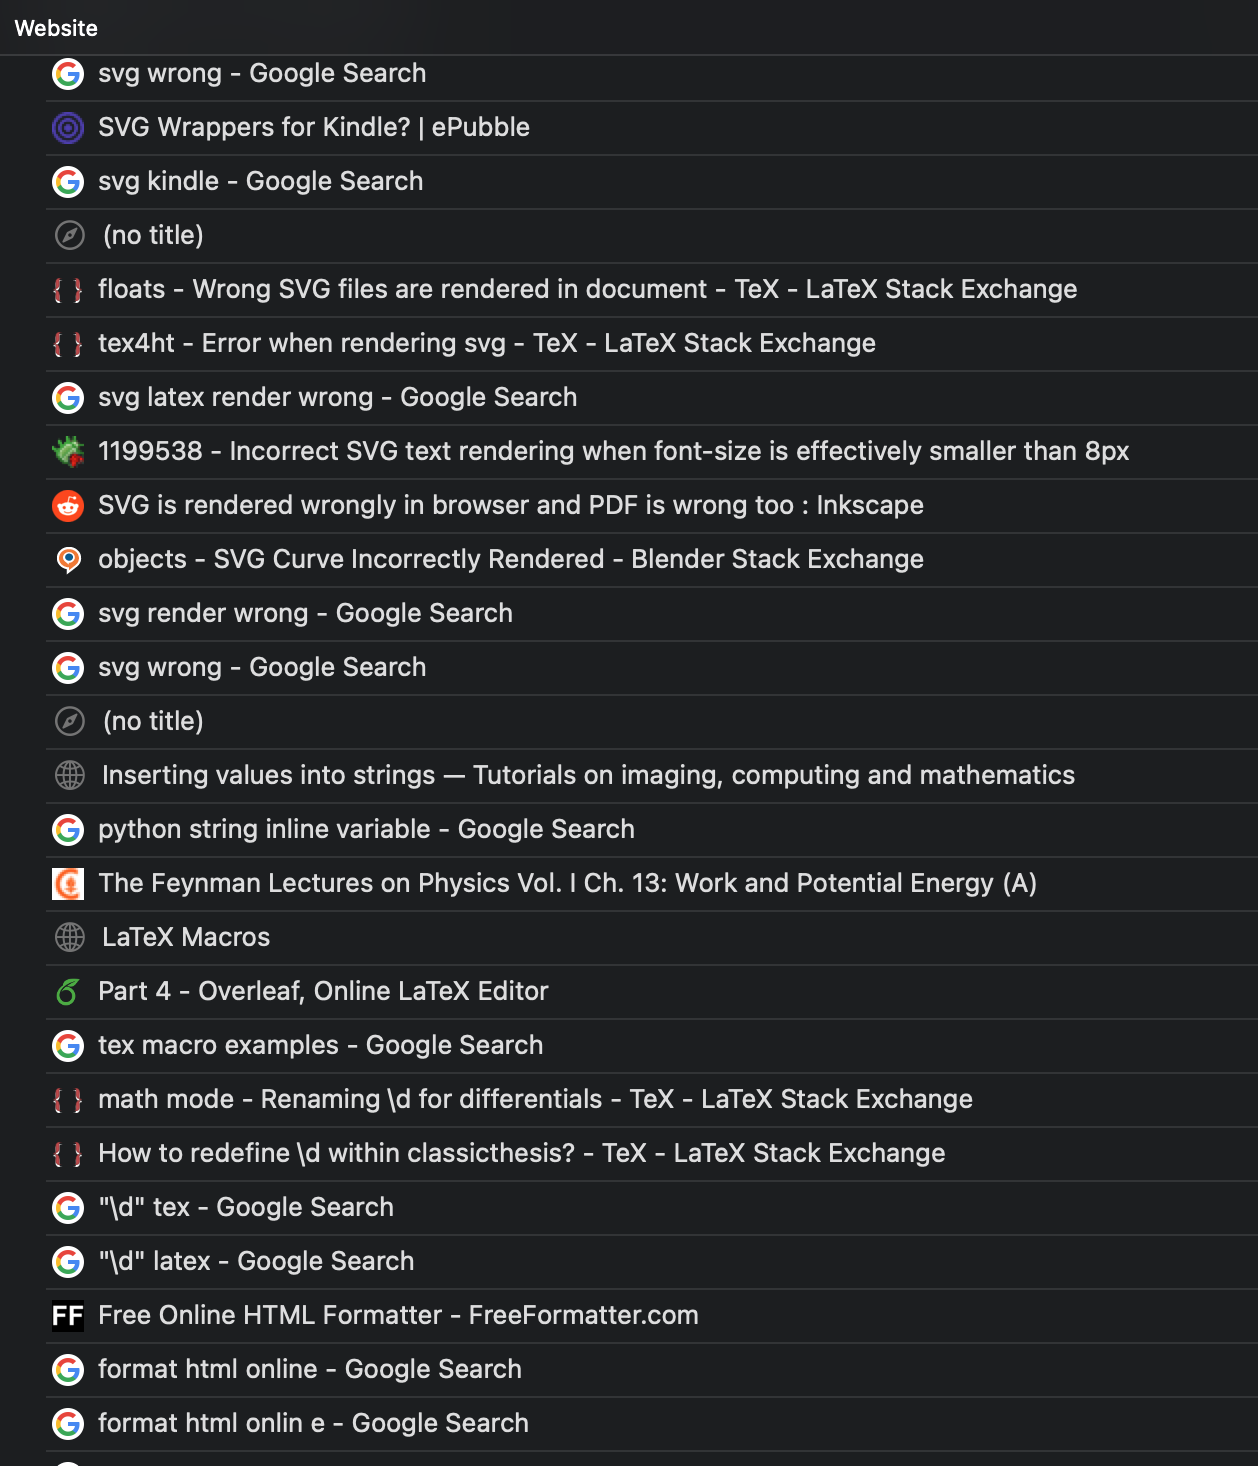 Website
svg wrong - Google Search
SVG Wrappers for Kindle? | ePubble
svg kindle - Google Search
(no title)
floats - Wrong SVG files are rendered in document - TeX - LaTeX Stack Exchange
tex4ht - Error when rendering svg - TeX - LaTeX Stack Exchange
svg latex render wrong - Google Search
1199538 - Incorrect SVG text rendering when font-size is effectively smaller than 8px
SVG is rendered wrongly in browser and PDF is wrong too : Inkscape
objects - SVG Curve Incorrectly Rendered - Blender Stack Exchange
svg render wrong - Google Search
svg wrong - Google Search
(no title)
Inserting values into strings — Tutorials on imaging, computing and mathematics
python string inline variable - Google Search
The Feynman Lectures on Physics Vol. I Ch. 13: Work and Potential Energy (A)
LaTeX Macros
Part 4 - Overleaf, Online LaTeX Editor
tex macro examples - Google Search
math mode - Renaming \d for differentials - TeX - LaTeX Stack Exchange
How to redefine \d within classicthesis? - TeX - LaTeX Stack Exchange
"\d" tex - Google Search
"\d" latex - Google Search
FF Free Online HTML Formatter - FreeFormatter.com
format html online - Google Search
format html onlin e - Google Search